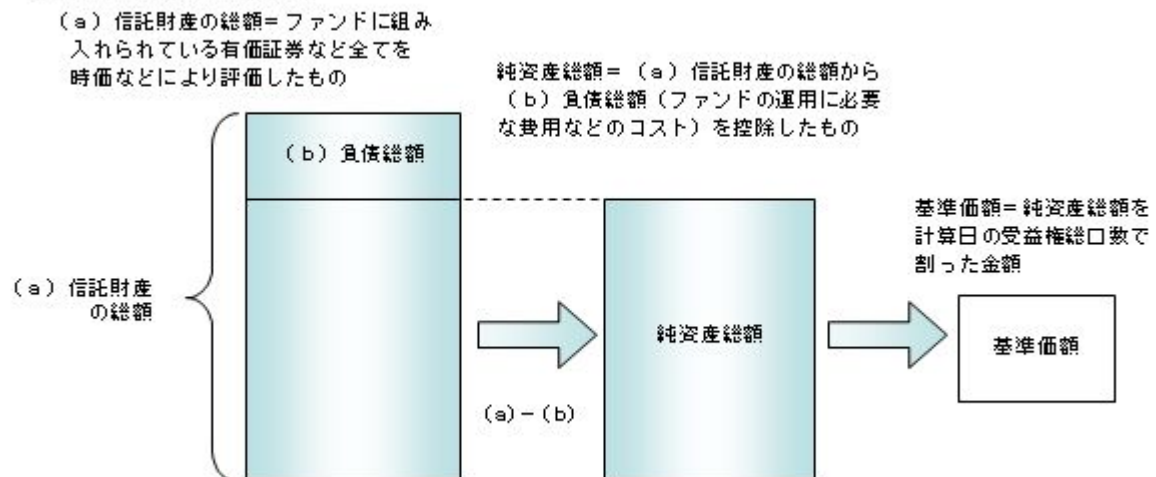 (a)信託財産の総額=ファンドに組み
入れられている有価証券など全てを
時価などにより評価したもの
純資産総額=(a)信託財産の総額から
(b)負債総額(ファンドの運用に必要
な費用などのコスト)を控除したもの
(b)負債総額
基準価額=純資産総額を
計算日の受益権総口数で
割った金額
(a)信託財産
の総額
純資産総額
基準価額
(a)-(b)